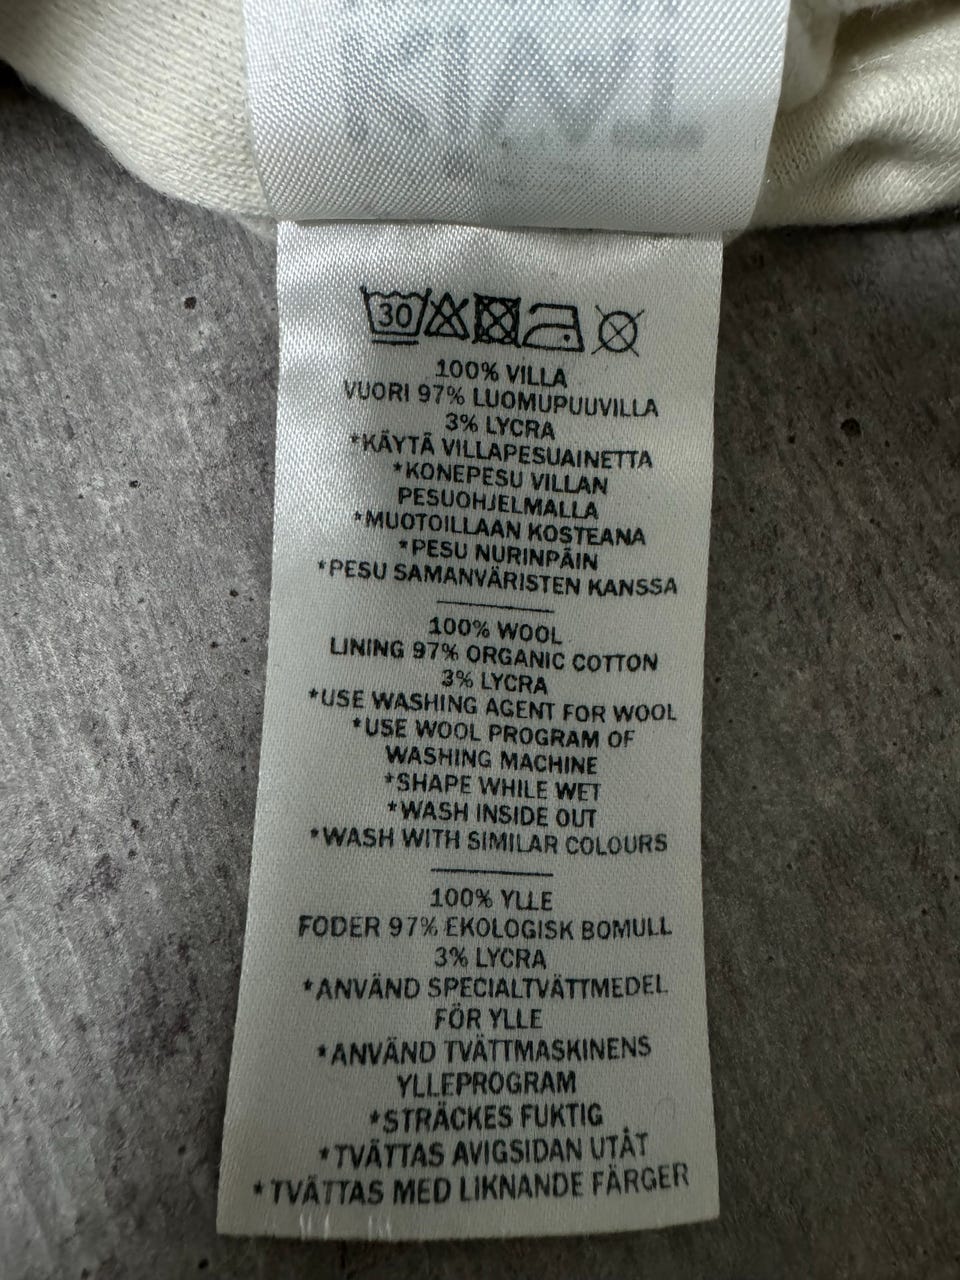 30
100% VILLA
VUORI 97% LUOMUPUUVILLA
3% LYCRA
*KÄYTÄ VILLAPESUAINETTA
*KONEPESU VILLAN
PESUOHJELMALLA
*MUOTOILLAAN KOSTEANA
*PESU NURINPÄIN
*PESU SAMANVÄRISTEN KANSSA
100% WOOL
LINING 97% ORGANIC COTTON
3% LYCRA
*USE WASHING AGENT FOR WOOL
*USE WOOL PROGRAM OF
WASHING MACHINE
*SHAPE WHILE WET
*WASH INSIDE OUT
*WASH WITH SIMILAR COLOURS
100% YLLE
FODER 97% EKOLOGISK BOMULL
3% LYCRA
*ANVÄND SPECIALTVÄTTMEDEL
FÖR YLLE
*ANVÄND TVÄTTMASKINENS
YLLEPROGRAM
*STRÄCKES FUKTIG
*TVÄTTAS AVIGSIDAN UTÅT
*TVÄTTAS MED LIKNANDE FÄRGER